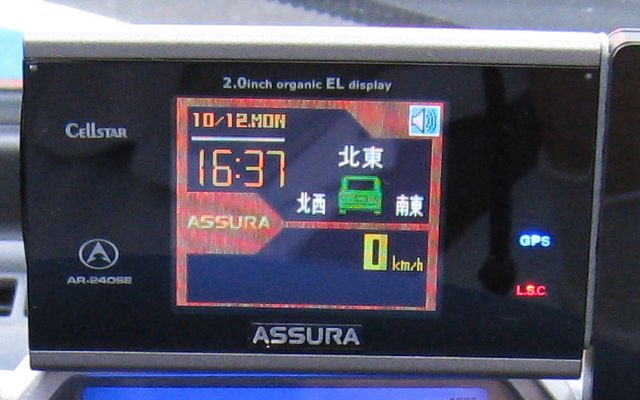 2.0inch organic EL display
CELLSTAR
10/12.MON
16:37
北東
北西
南東
ASSURA
0 km/h
GPS
AR-240SE
L.S.C.
ASSURA